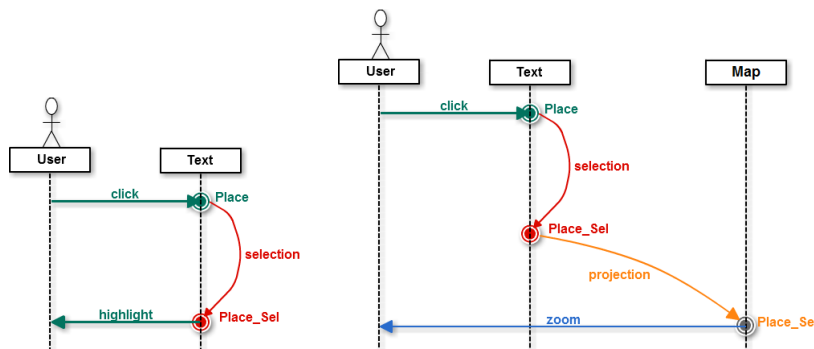 User
Text
click
Place
selection
highlight
Place_Sel
User
Text
Map
click
Place
selection
Place_Sel
projection
zoom
Place_Se